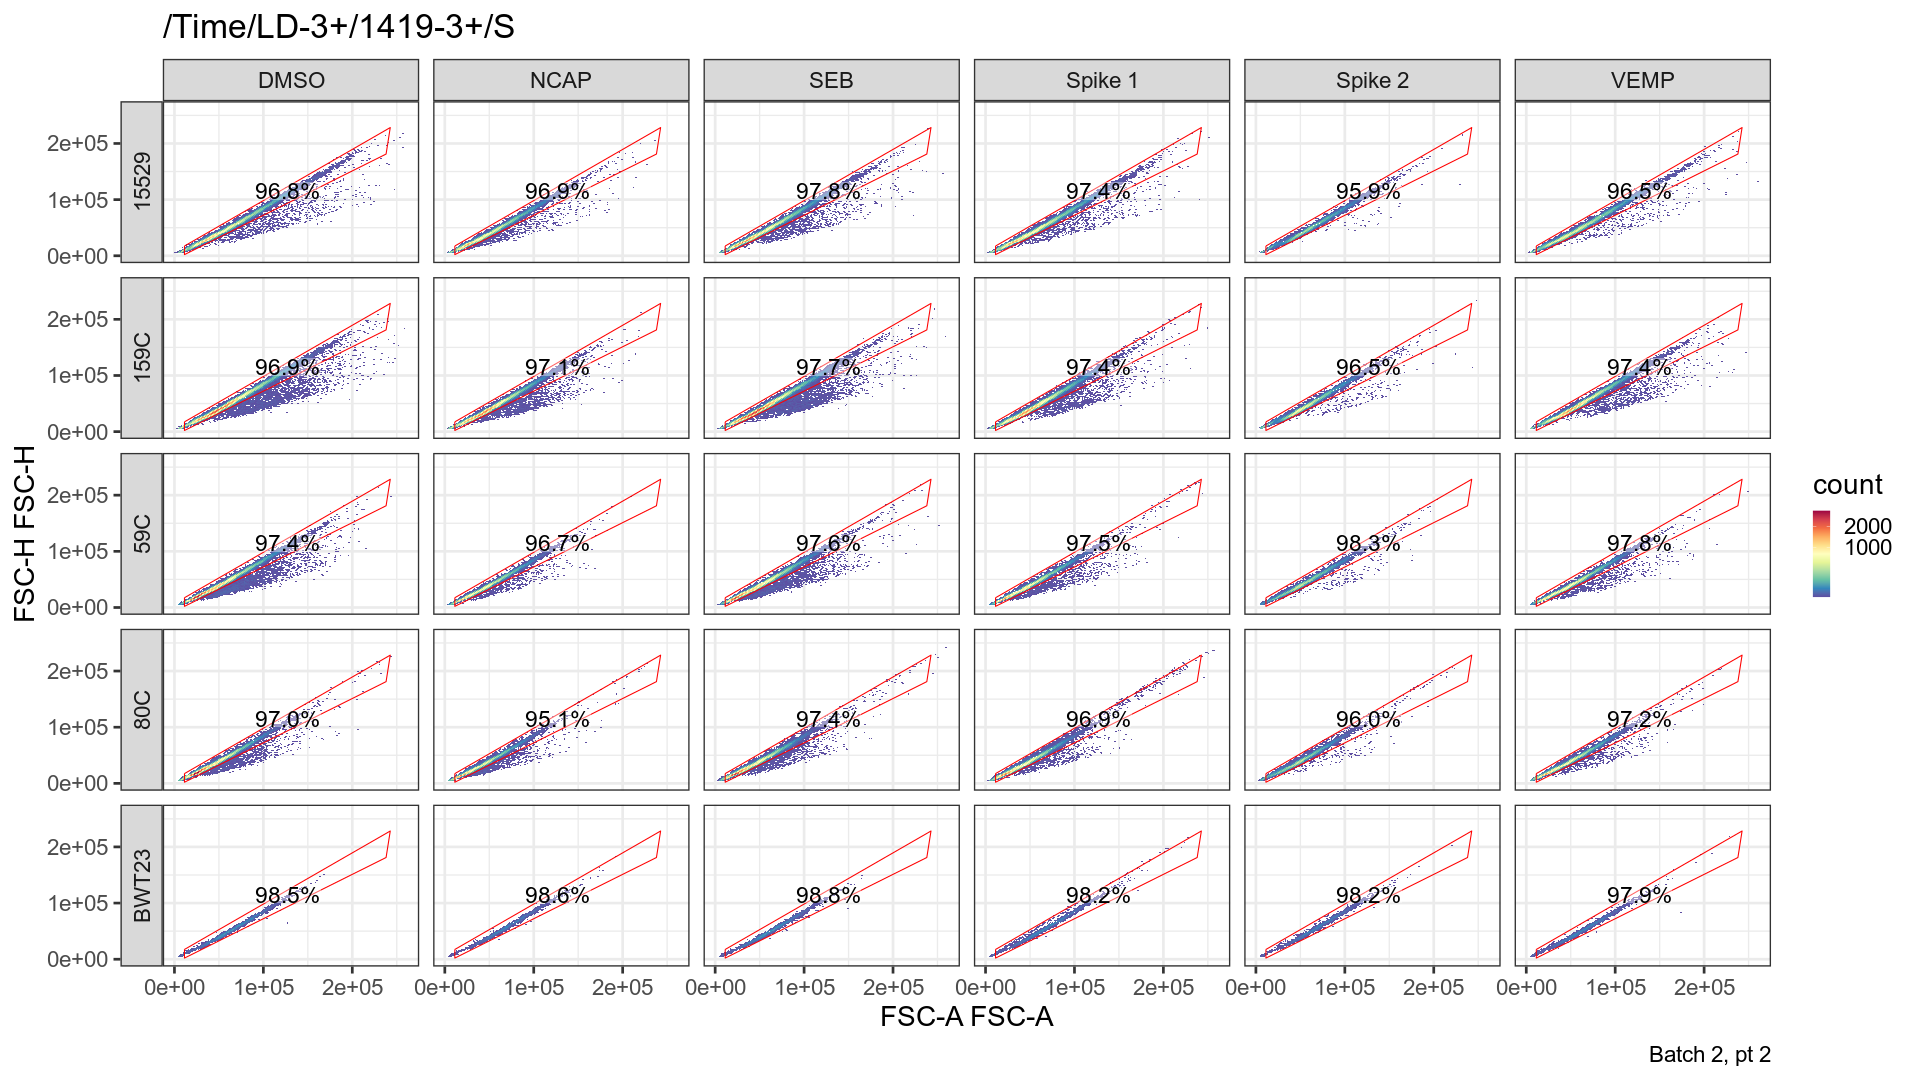 /Time/LD-3+/1419-3+/S
DMSO NCAP SEB Spike 1 Spike 2 VEMP
2e+05
1e+05
0e+00
155529
96.8% 96.9% 97.8% 97.4% 95.9% 96.5%
2e+05
1e+05
0e+00
159C
96.9% 97.1% 97.7% 97.4% 96.5% 97.4%
2e+05
1e+05
0e+00
59C
97.4% 96.7% 97.6% 97.5% 98.3% 97.8%
2e+05
1e+05
0e+00
80C
97.0% 95.1% 97.4% 96.9% 96.0% 97.2%
2e+05
1e+05
0e+00
BWT23
98.5% 98.6% 98.8% 98.2% 98.2% 97.9%
FSC-H FSC-H
count
2000
1000
0e+00 1e+05 2e+05 0e+00 1e+05 2e+05 0e+00 1e+05 2e+05 0e+00 1e+05 2e+05 0e+00 1e+05 2e+05 0e+00 1e+05 2e+05
FSC-A FSC-A
Batch 2, pt 2